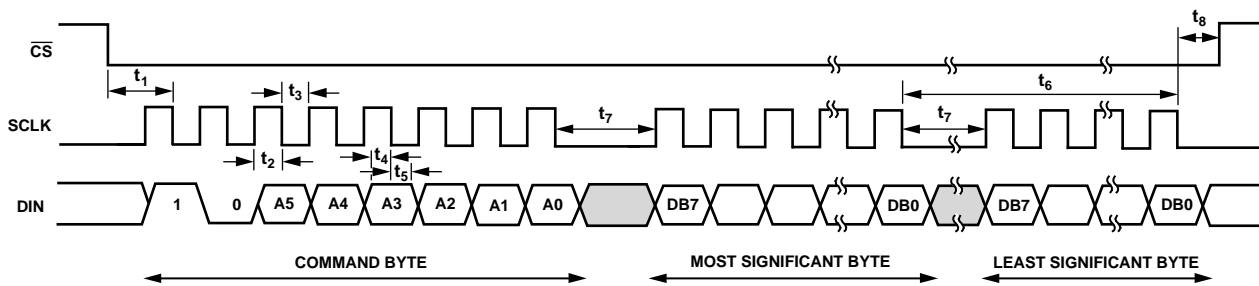 t8
CS
t1
t3
t6
SCLK
t7
t7
t2
t4
t5
DIN
1
0
A5
A4
A3
A2
A1
A0
DB7
DB0
DB7
DB0
COMMAND BYTE
MOST SIGNIFICANT BYTE
LEAST SIGNIFICANT BYTE